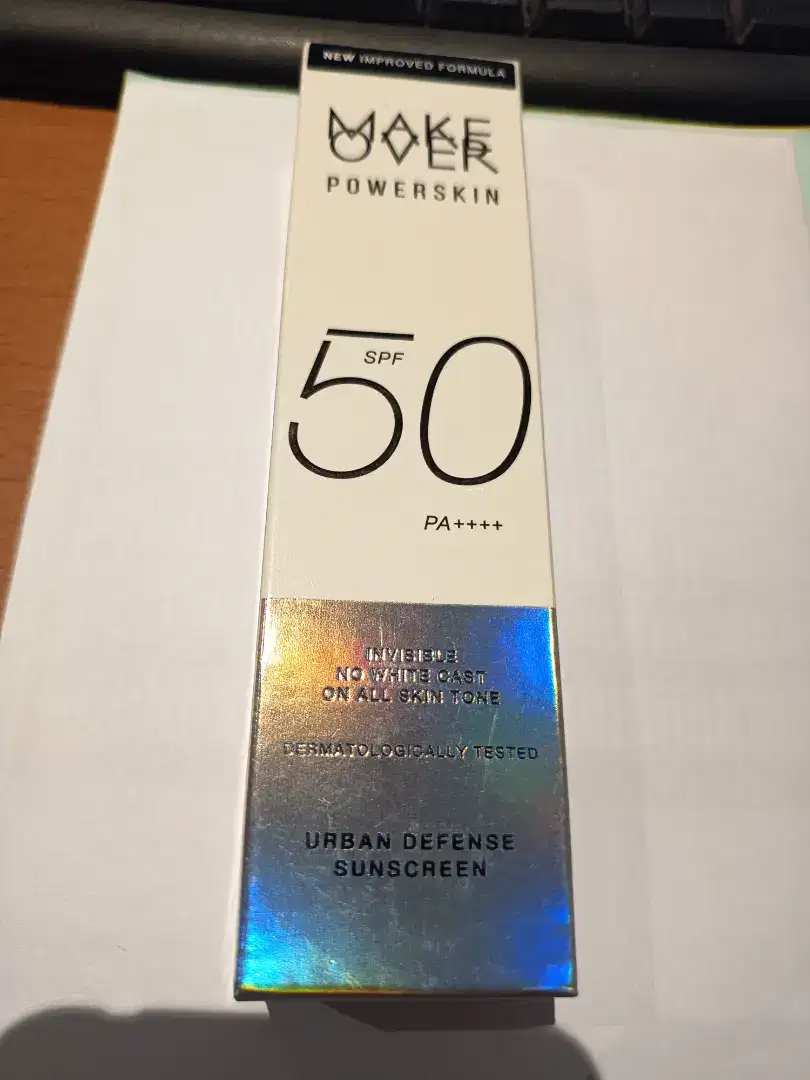 NEW IMPROVED FORMULA
MAKE
OVER
POWERSKIN
SPF
50
PA++++
INVISIBLE
NO WHITE CAST
ON ALL SKIN TONE
DERMATOLOGICALLY TESTED
URBAN DEFENSE
SUNSCREEN